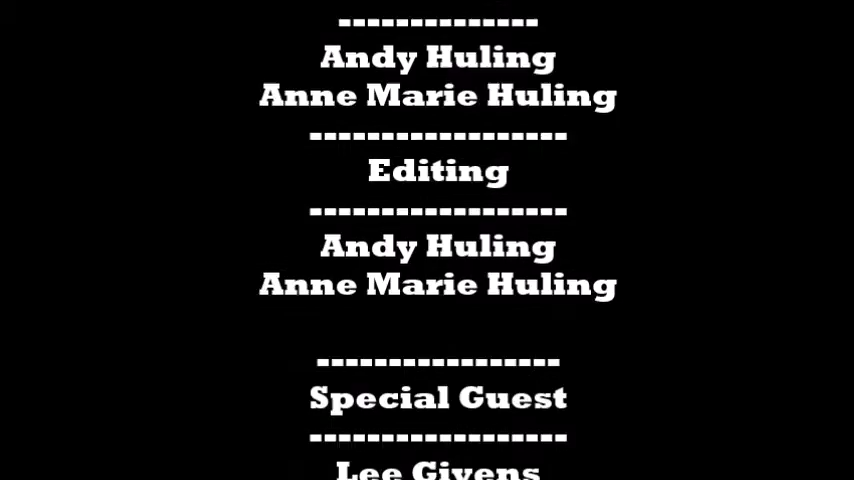 --------------
Andy Huling
Anne Marie Huling
------------------
Editing
------------------
Andy Huling
Anne Marie Huling
-----------------
Special Guest
------------------
Lee Givens